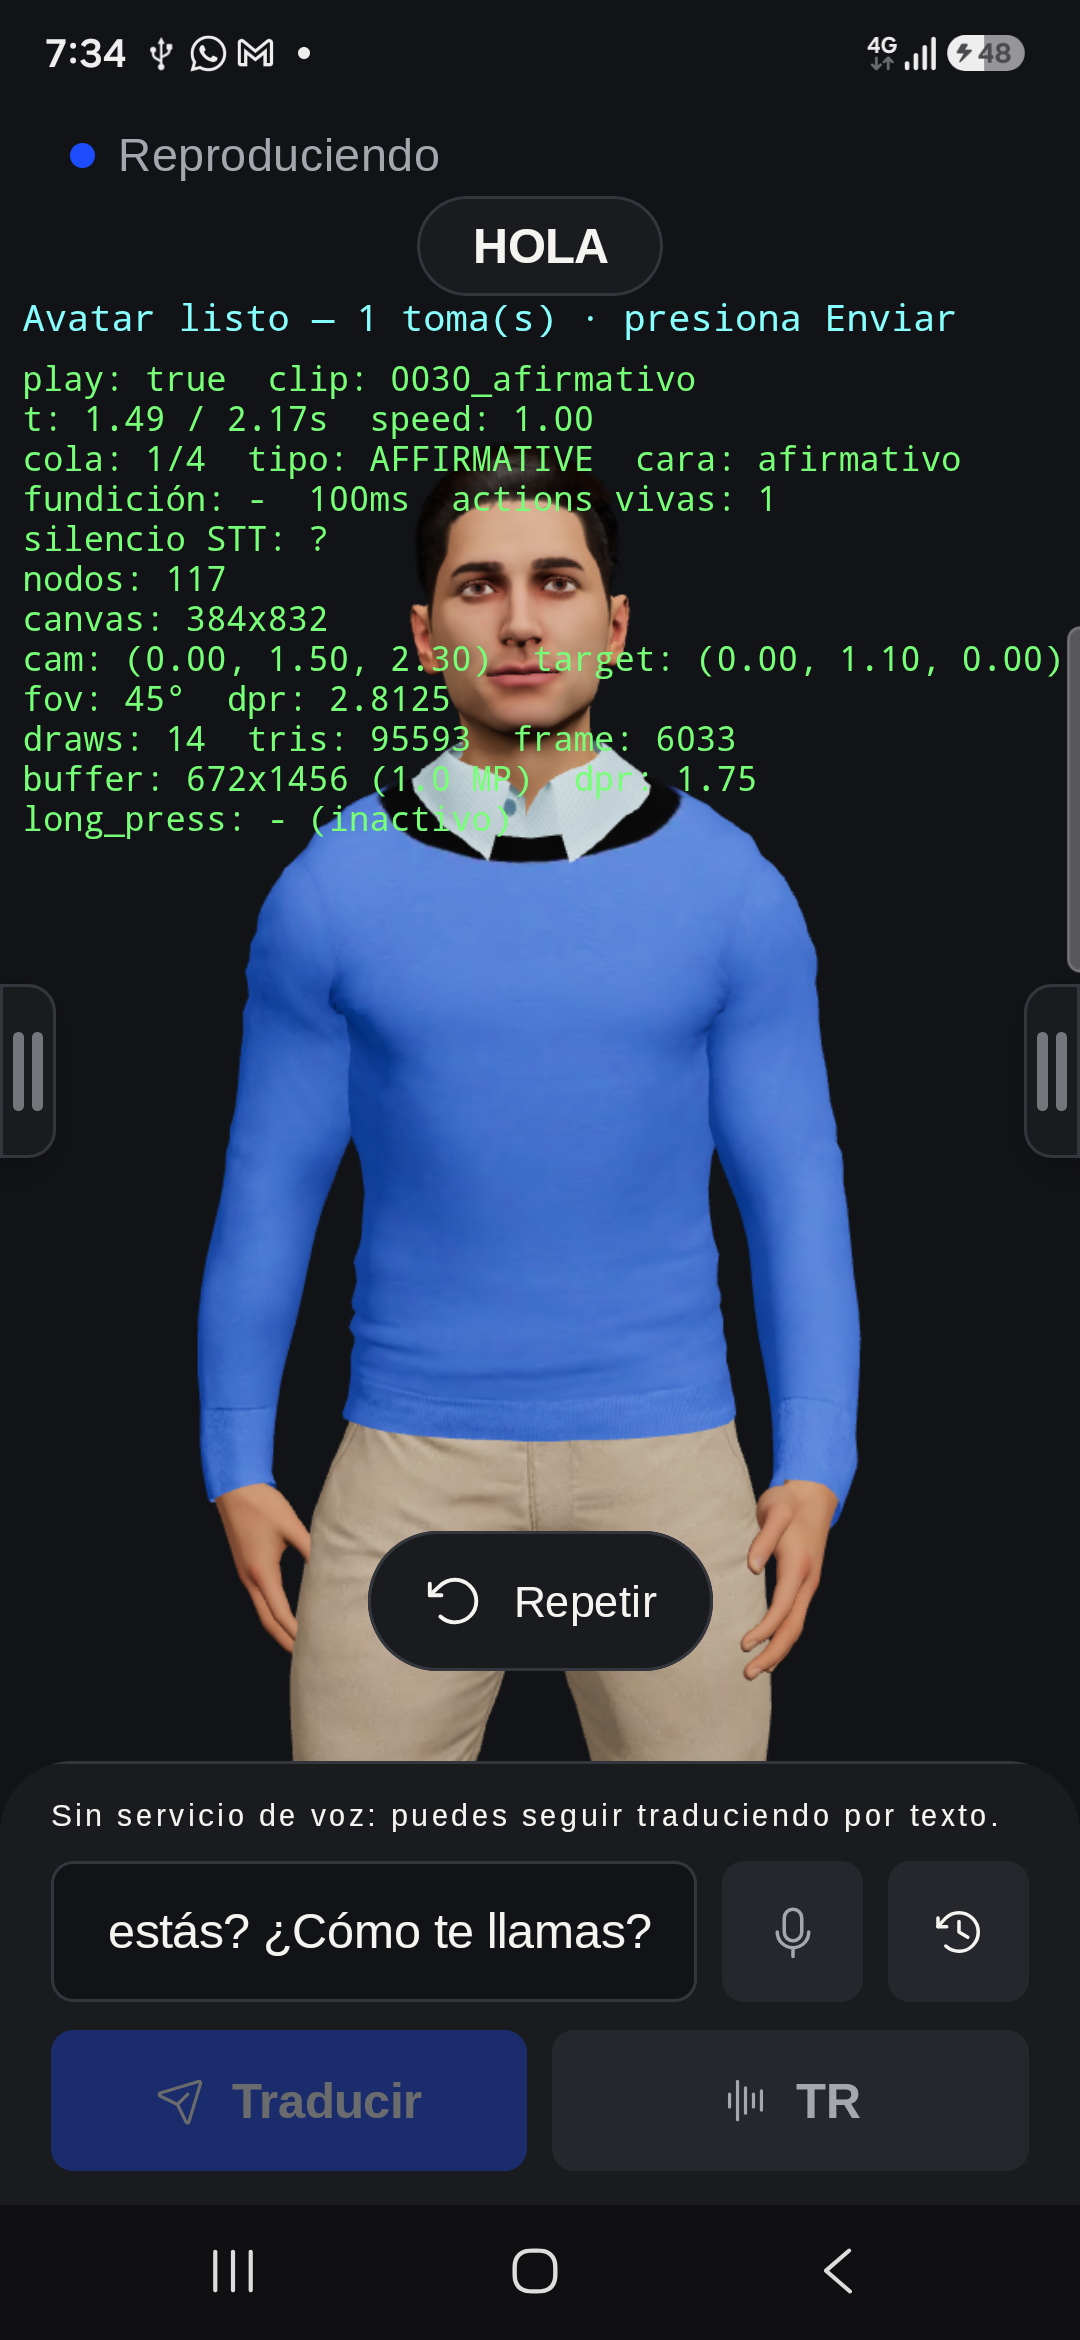 7:34
4G
48
Reproduciendo
HOLA
Avatar listo — 1 toma(s) · presiona Enviar
play: true  clip: 0030_afirmativo
t: 1.49 / 2.17s  speed: 1.00
cola: 1/4  tipo: AFFIRMATIVE  cara: afirmativo
fundición: -  100ms  actions vivas: 1
silencio STT: ?
nodos: 117
canvas: 384x832
cam: (0.00, 1.50, 2.30)  target: (0.00, 1.10, 0.00)
fov: 45°  dpr: 2.8125
draws: 14  tris: 95593  frame: 6033
buffer: 672x1456 (1.0 MP)  dpr: 1.75
long_press: - (inactivo)
Repetir
Sin servicio de voz: puedes seguir traduciendo por texto.
estás? ¿Cómo te llamas?
Traducir
TR